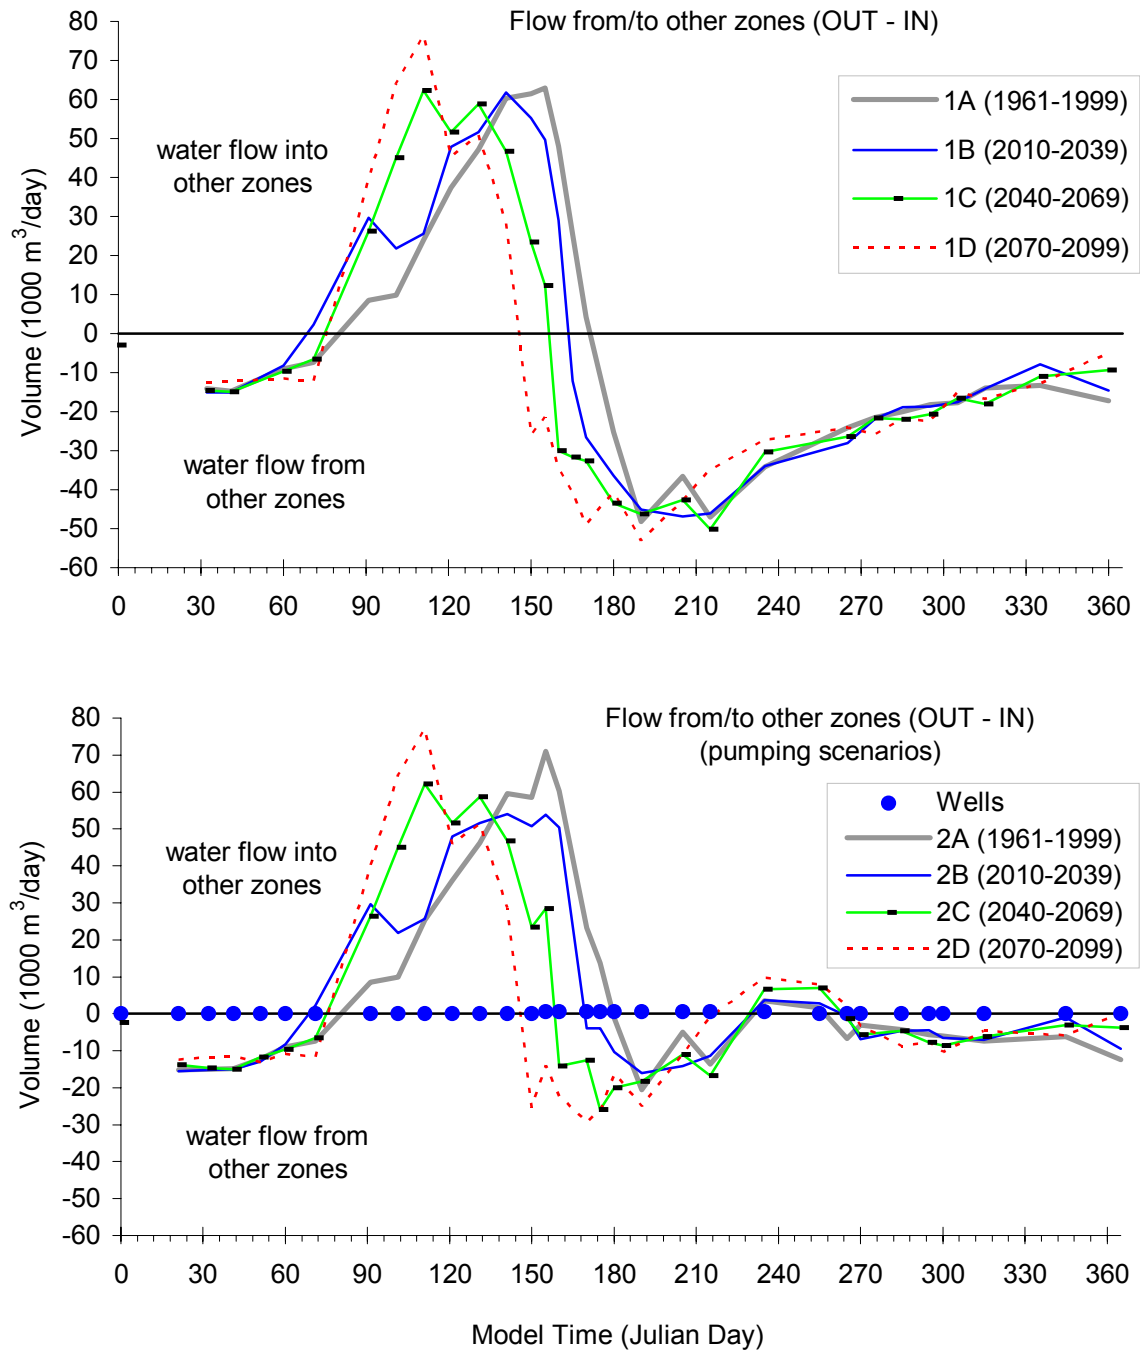 Flow from/to other zones (OUT - IN)
80
70
60
50
40
30
20
10
0
-10
-20
-30
-40
-50
-60
Volume (1000 m³/day)
water flow into
other zones
water flow from
other zones
1A (1961-1999)
1B (2010-2039)
1C (2040-2069)
1D (2070-2099)
0 30 60 90 120 150 180 210 240 270 300 330 360
Flow from/to other zones (OUT - IN)
(pumping scenarios)
80
70
60
50
40
30
20
10
0
-10
-20
-30
-40
-50
-60
Volume (1000 m³/day)
water flow into
other zones
water flow from
other zones
Wells
2A (1961-1999)
2B (2010-2039)
2C (2040-2069)
2D (2070-2099)
0 30 60 90 120 150 180 210 240 270 300 330 360
Model Time (Julian Day)